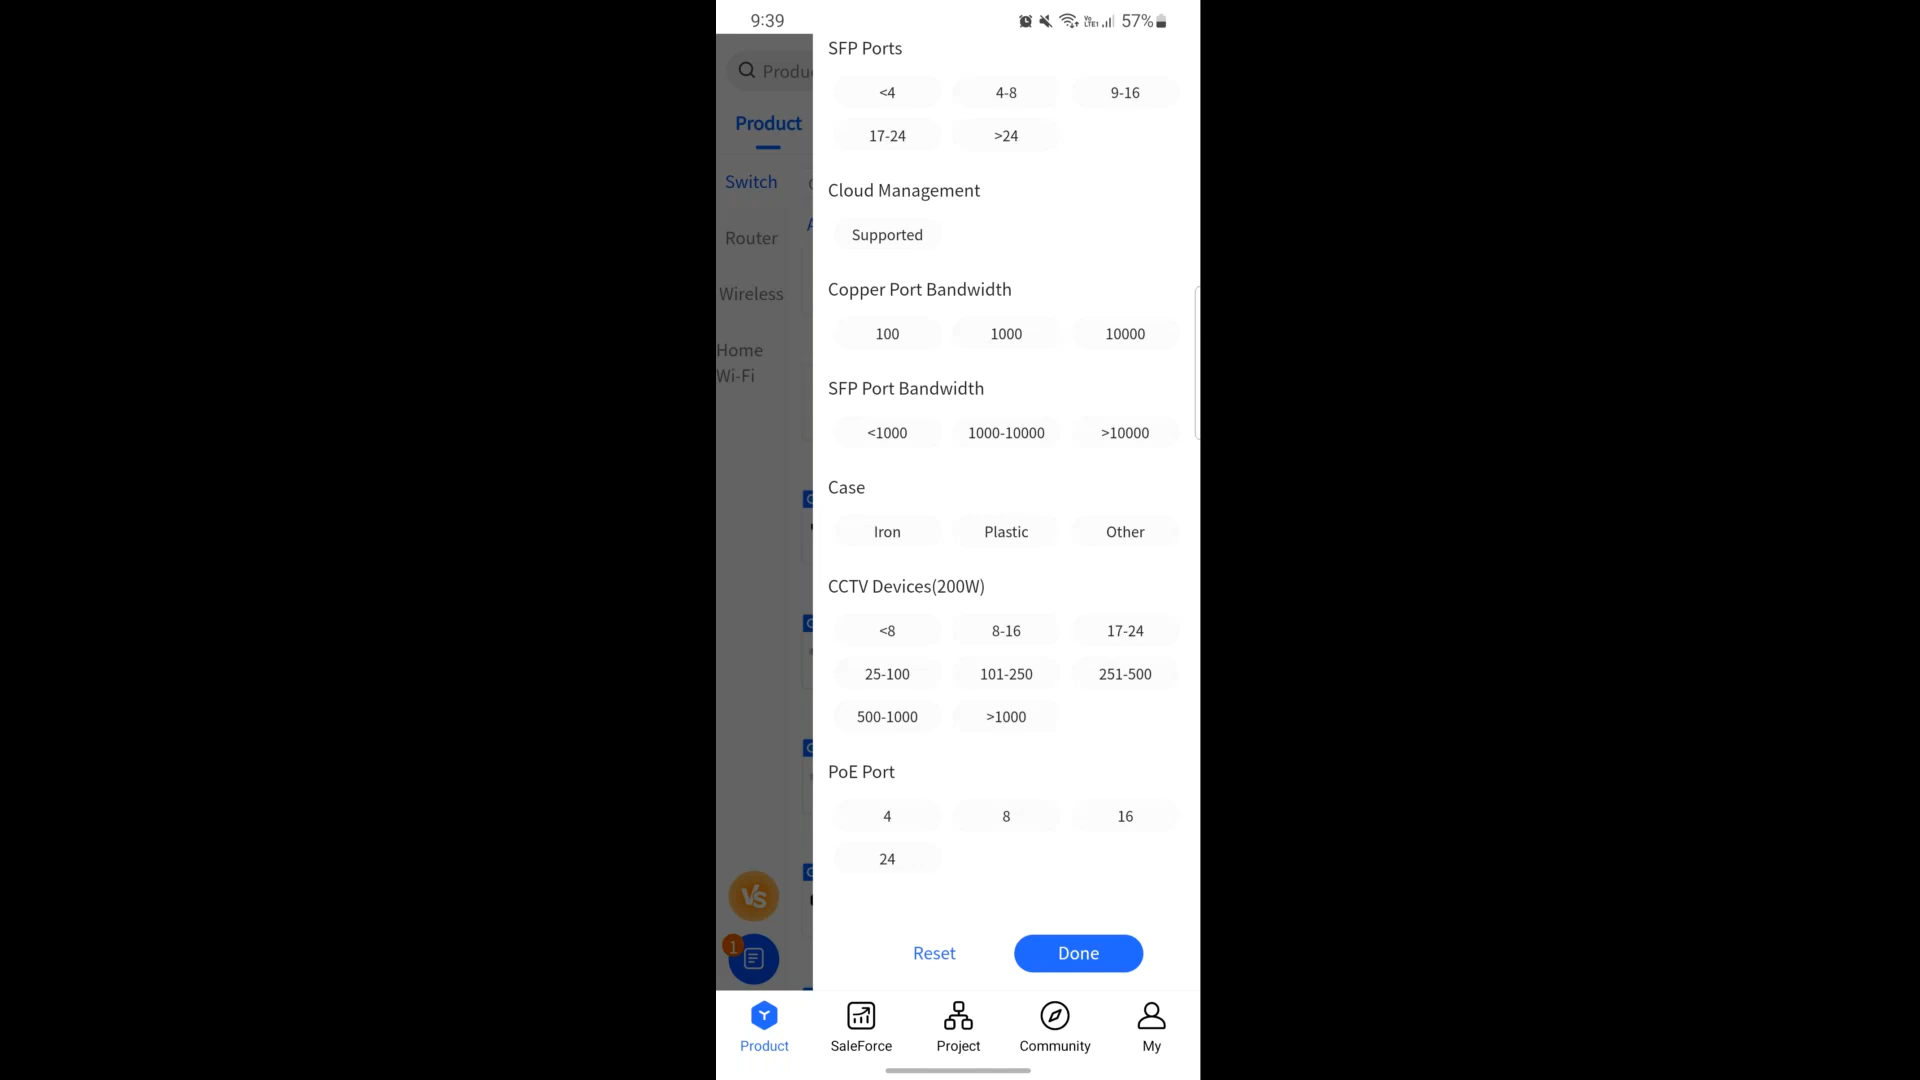 9:39
57%
SFP Ports
Produ
<4 4-8 9-16
Product
17-24 >24
Switch
Cloud Management
Router
Supported
Wireless
Copper Port Bandwidth
100 1000 10000
Home
Wi-Fi
SFP Port Bandwidth
<1000 1000-10000 >10000
Case
Iron Plastic Other
CCTV Devices(200W)
<8 8-16 17-24
25-100 101-250 251-500
500-1000 >1000
PoE Port
4 8 16
24
VS
1
Reset Done
Product SaleForce Project Community My